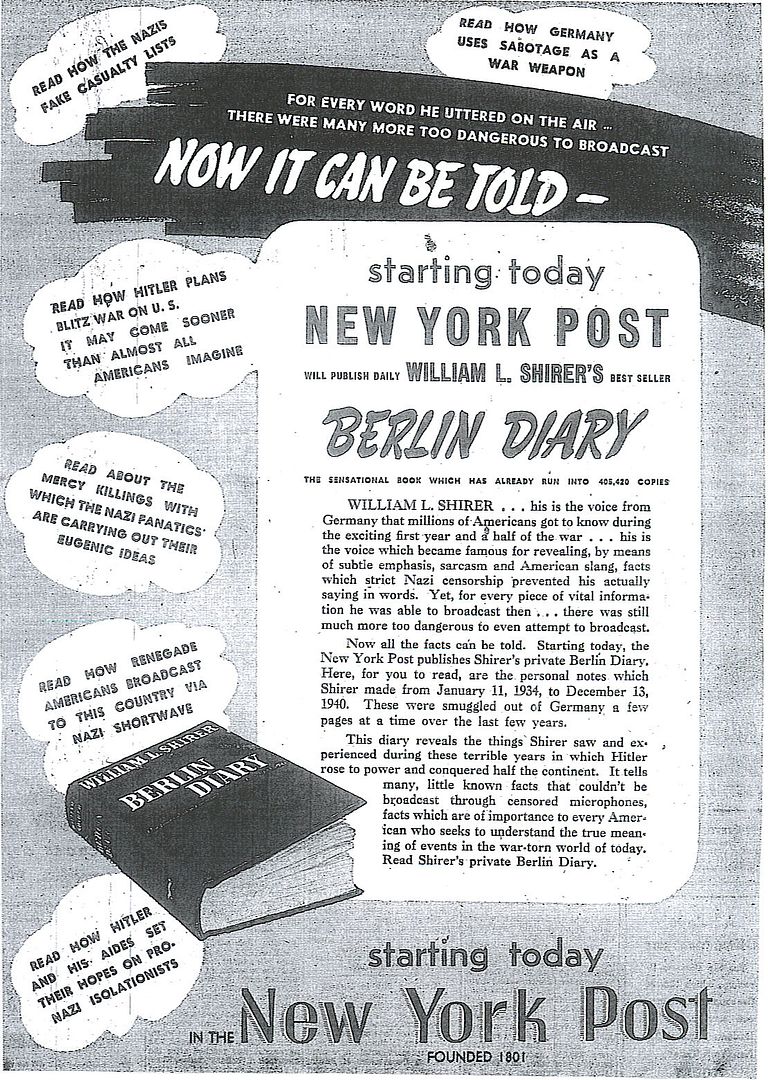 READ HOW THE NAZIS
FAKE CASUALTY LISTS
READ HOW GERMANY
USES SABOTAGE AS A
WAR WEAPON
FOR EVERY WORD HE UTTERED ON THE AIR ...
THERE WERE MANY MORE TOO DANGEROUS TO BROADCAST
NOW IT CAN BE TOLD –
READ HOW HITLER PLANS
BLITZ WAR ON U. S.
IT MAY COME SOONER
THAN ALMOST ALL
AMERICANS IMAGINE
READ ABOUT THE
MERCY KILLINGS WITH
WHICH THE NAZI FANATICS
ARE CARRYING OUT THEIR
EUGENIC IDEAS
READ HOW RENEGADE
AMERICANS BROADCAST
TO THIS COUNTRY VIA
NAZI SHORTWAVE
WILLIAM L. SHIRER
BERLIN
DIARY
READ HOW HITLER
AND HIS AIDES SET
THEIR HOPES ON PRO-
NAZI ISOLATIONISTS
starting today
NEW YORK POST
WILL PUBLISH DAILY WILLIAM L. SHIRER'S BEST SELLER
BERLIN DIARY
THE SENSATIONAL BOOK WHICH HAS ALREADY RUN INTO 405,420 COPIES
WILLIAM L. SHIRER . . . his is the voice from
Germany that millions of Americans got to know during
the exciting first year and a half of the war . . . his is
the voice which became famous for revealing, by means
of subtle emphasis, sarcasm and American slang, facts
which strict Nazi censorship prevented his actually
saying in words. Yet, for every piece of vital informa-
tion he was able to broadcast then . . . there was still
much more too dangerous to even attempt to broadcast.
Now all the facts can be told. Starting today, the
New York Post publishes Shirer's private Berlin Diary.
Here, for you to read, are the personal notes which
Shirer made from January 11, 1934, to December 13,
1940. These were smuggled out of Germany a few
pages at a time over the last few years.
This diary reveals the things Shirer saw and ex-
perienced during these terrible years in which Hitler
rose to power and conquered half the continent. It tells
many, little known facts that couldn't be
broadcast through censored microphones,
facts which are of importance to every Amer-
ican who seeks to understand the true mean-
ing of events in the war-torn world of today.
Read Shirer's private Berlin Diary.
starting today
IN THE New York Post
FOUNDED 1801